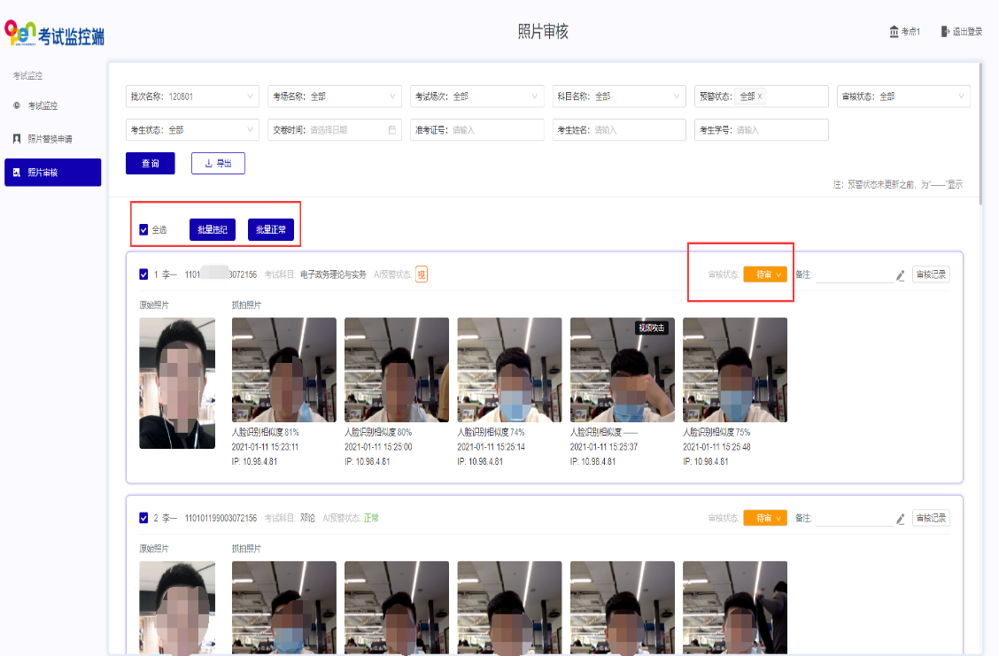 Open 考试监控端
照片审核
考点1
退出登录
考试监控
考试监控
照片替换申请
照片审核
批次名称: 120801
考场名称: 全部
考试场次: 全部
科目名称: 全部
预警状态: 全部 X
审核状态: 全部
考生状态: 全部
交卷时间: 请选择日期
准考证号: 请输入
考生姓名: 请输入
考生学号: 请输入
查询
导出
注: 预警状态未更新之前, 为“——”显示
全选
批量违纪
批量正常
1 李一 1101 3072156 考试科目: 电子政务理论与实务 AI预警状态: 视
审核状态: 待审
备注:
审核记录
原始照片
抓拍照片
视频攻击
人脸识别相似度 81%
2021-01-11 15:23:11
IP: 10.98.4.81
人脸识别相似度 80%
2021-01-11 15:25:00
IP: 10.98.4.81
人脸识别相似度 74%
2021-01-11 15:25:14
IP: 10.98.4.81
人脸识别相似度 ——
2021-01-11 15:25:37
IP: 10.98.4.81
人脸识别相似度 75%
2021-01-11 15:25:48
IP: 10.98.4.81
2 李一 110101199003072156 考试科目: 邓论 AI预警状态: 正常
审核状态: 待审
备注:
审核记录
原始照片
抓拍照片